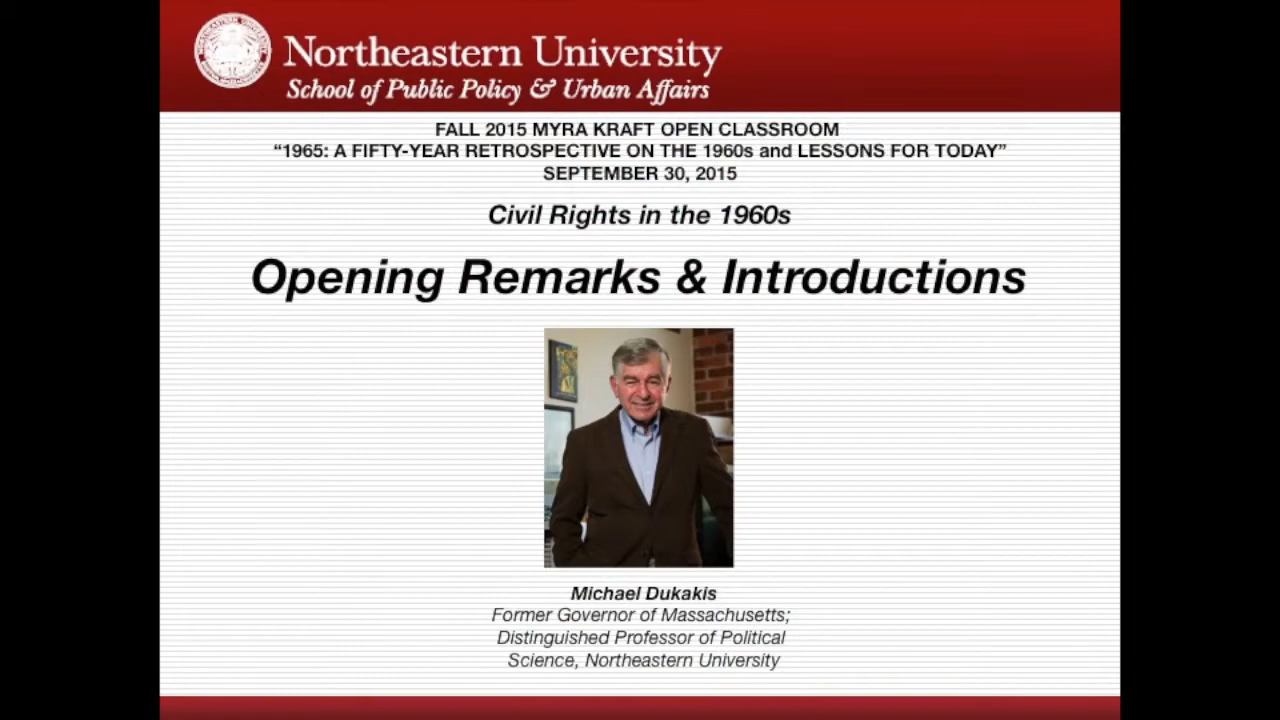 Northeastern University
School of Public Policy & Urban Affairs
FALL 2015 MYRA KRAFT OPEN CLASSROOM
“1965: A FIFTY-YEAR RETROSPECTIVE ON THE 1960s and LESSONS FOR TODAY”
SEPTEMBER 30, 2015
Civil Rights in the 1960s
Opening Remarks & Introductions
Michael Dukakis
Former Governor of Massachusetts;
Distinguished Professor of Political
Science, Northeastern University